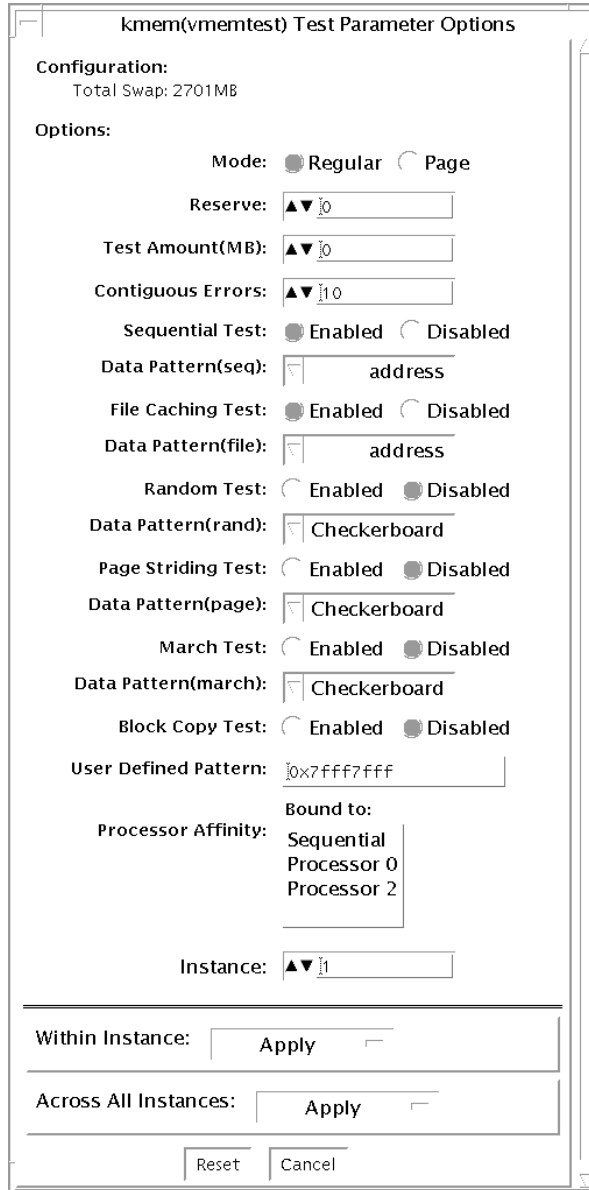 kmem(vmemtest) Test Parameter Options
Configuration:
Total Swap: 2701MB
Options:
Mode: Regular Page
Reserve: 0
Test Amount(MB): 0
Contiguous Errors: 10
Sequential Test: Enabled Disabled
Data Pattern(seq): address
File Caching Test: Enabled Disabled
Data Pattern(file): address
Random Test: Enabled Disabled
Data Pattern(rand): Checkerboard
Page Striding Test: Enabled Disabled
Data Pattern(page): Checkerboard
March Test: Enabled Disabled
Data Pattern(march): Checkerboard
Block Copy Test: Enabled Disabled
User Defined Pattern: 0x7fff7fff
Bound to:
Processor Affinity:
Sequential
Processor 0
Processor 2
Instance: 1
Within Instance: Apply
Across All Instances: Apply
Reset Cancel